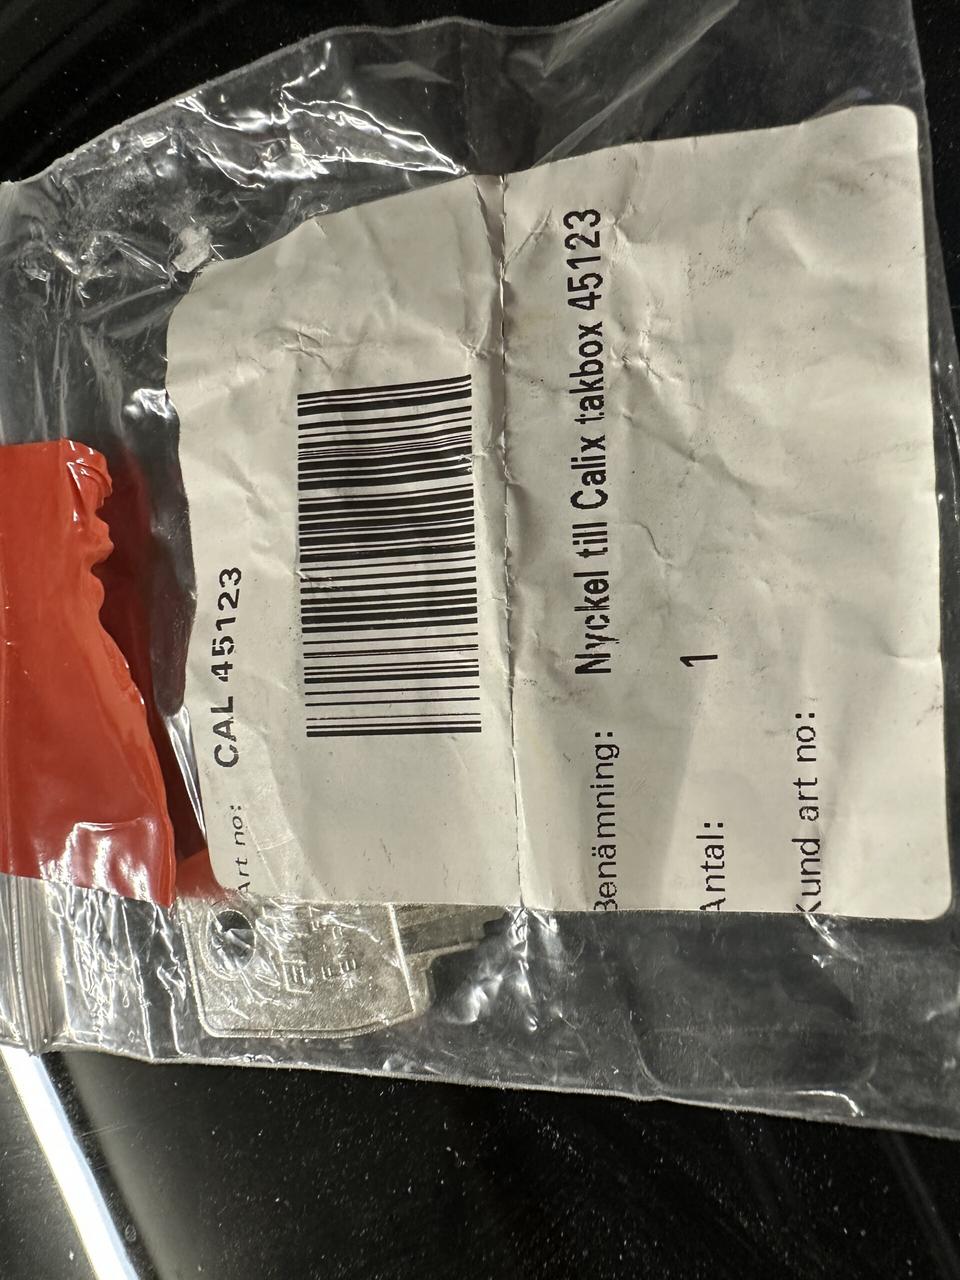 Art no: CAL 45123
Benämning: Nyckel till Calix takbox 45123
Antal: 1
Kund art no: